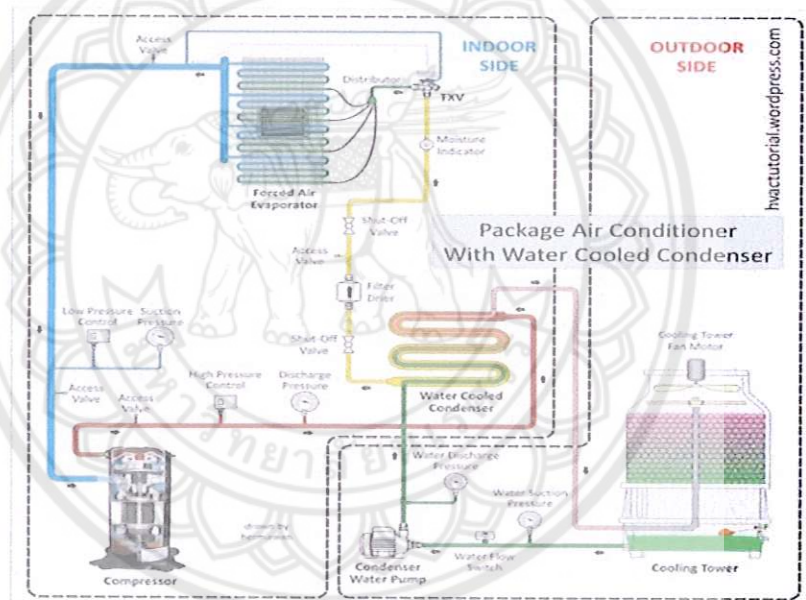 Access
Valve
INDOOR
SIDE
OUTDOOR
SIDE
hvactutorial.wordpress.com
Distributor
TXV
Moisture
Indicator
Forced Air
Evaporator
Shut-Off
Valve
Package Air Conditioner
With Water Cooled Condenser
Access
Valve
Filter
Drier
Low Pressure
Control
Suction
Pressure
Shut-Off
Valve
Cooling Tower
Fan Motor
High Pressure
Control
Discharge
Pressure
Access
Valve
Access
Valve
Water Cooled
Condenser
Water Discharge
Pressure
Water Suction
Pressure
drawn by
hermawan
Compressor
Condenser
Water Pump
Water Flow
Switch
Cooling Tower